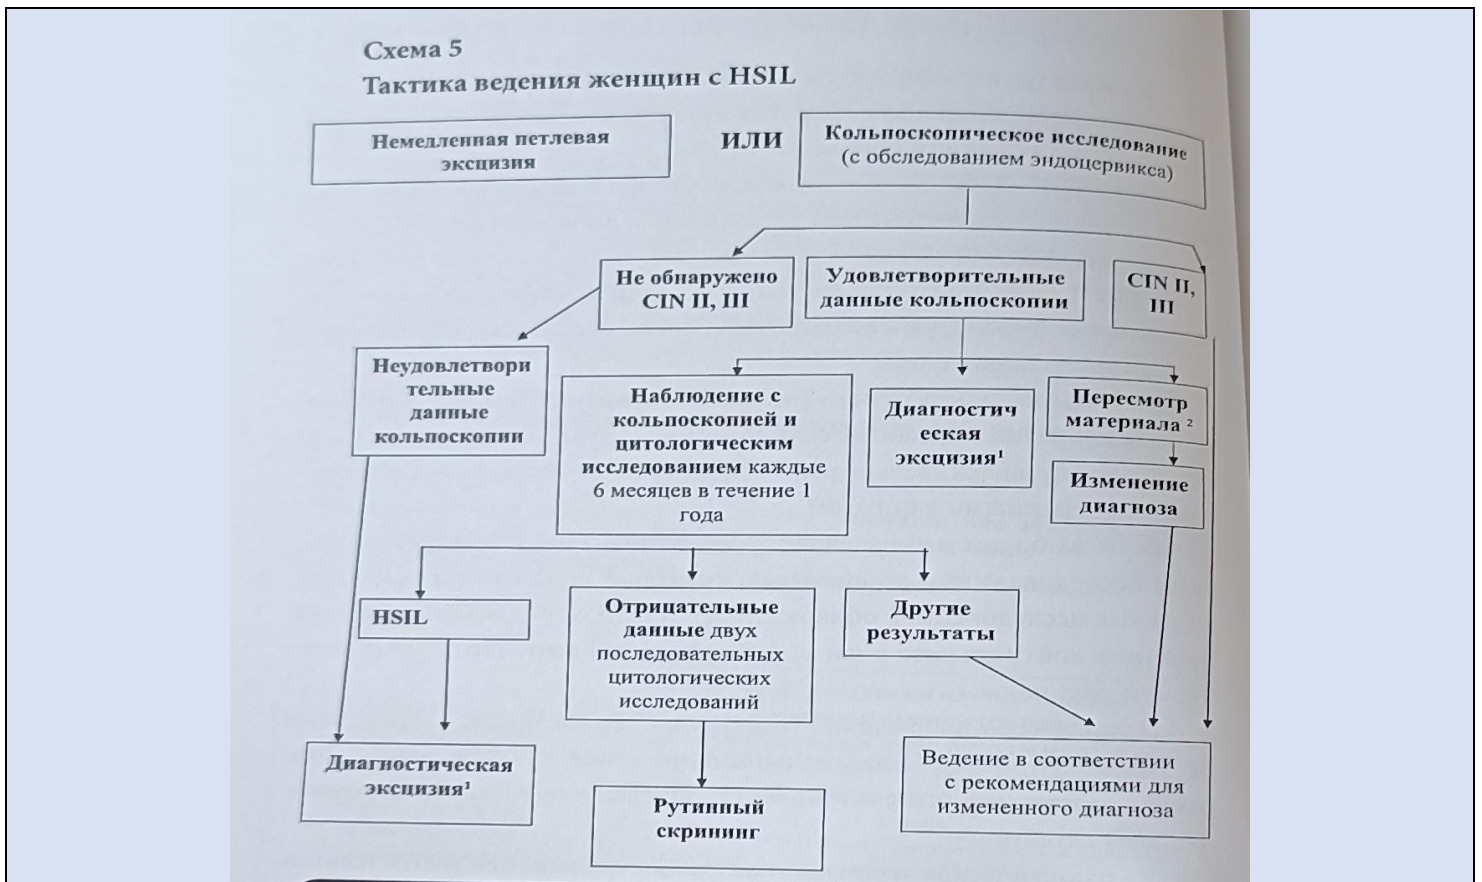 Схема 5
Тактика ведения женщин с HSIL
Немедленная петлевая
эксцизия
ИЛИ
Кольпоскопическое исследование
(с обследованием эндоцервикса)
Не обнаружено
CIN II, III
Удовлетворительные
данные кольпоскопии
CIN II,
III
Неудовлетвори
тельные
данные
кольпоскопии
Наблюдение с
кольпоскопией и
цитологическим
исследованием каждые
6 месяцев в течение 1
года
Диагностич
еская
эксцизия¹
Пересмотр
материала ²
Изменение
диагноза
HSIL
Отрицательные
данные двух
последовательных
цитологических
исследований
Другие
результаты
Диагностическая
эксцизия¹
Рутинный
скрининг
Ведение в соответствии
с рекомендациями для
измененного диагноза